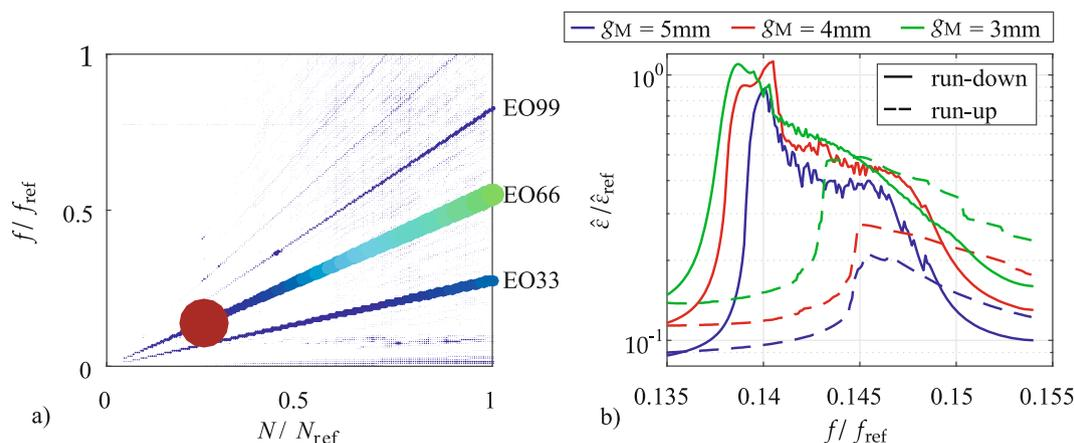 g_M = 5mm g_M = 4mm g_M = 3mm
1
0.5
0
f / f_ref
EO99
EO66
EO33
0 0.5 1
N / N_ref
a)
10^0
10^-1
ε̂ / ε̂_ref
run-down
run-up
0.135 0.14 0.145 0.15 0.155
f / f_ref
b)